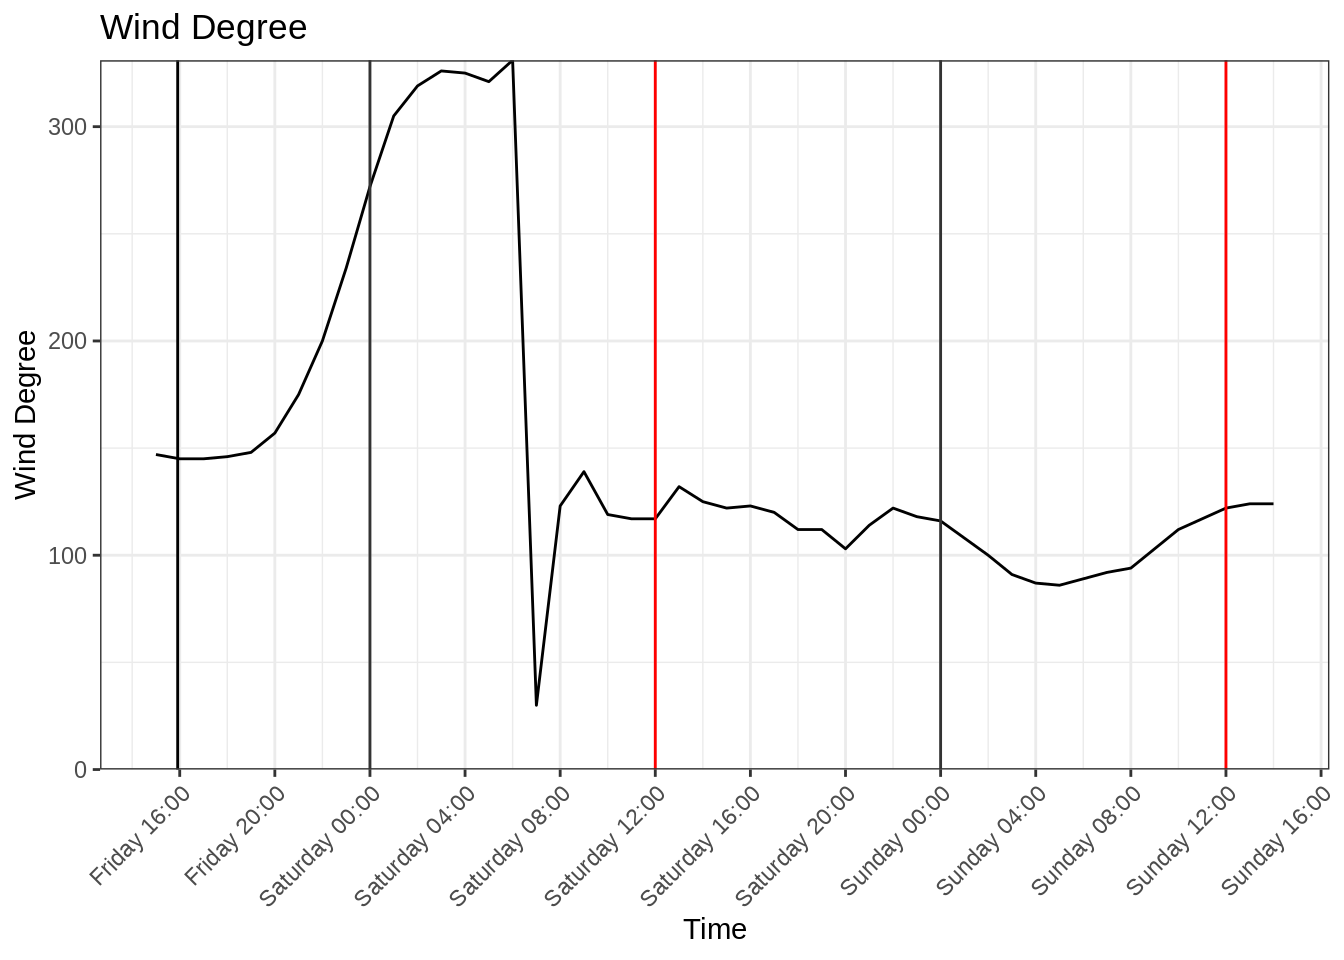 Wind Degree
Wind Degree
300
200
100
0
Friday 16:00
Friday 20:00
Saturday 00:00
Saturday 04:00
Saturday 08:00
Saturday 12:00
Saturday 16:00
Saturday 20:00
Sunday 00:00
Sunday 04:00
Sunday 08:00
Sunday 12:00
Sunday 16:00
Time